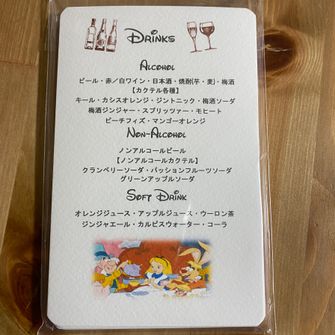 DRINKS
ALCOHOL
ビール・赤/白ワイン・日本酒・焼酎(芋・麦)・梅酒
【カクテル各種】
キール・カシスオレンジ・ジントニック・梅酒ソーダ
梅酒ジンジャー・スプリッツァー・モヒート
ピーチフィズ・マンゴーオレンジ
NON-ALCOHOL
ノンアルコールビール
【ノンアルコールカクテル】
クランベリーソーダ・パッションフルーツソーダ
グリーンアップルソーダ
SOFT DRINK
オレンジジュース・アップルジュース・ウーロン茶
ジンジャエール・カルピスウォーター・コーラ